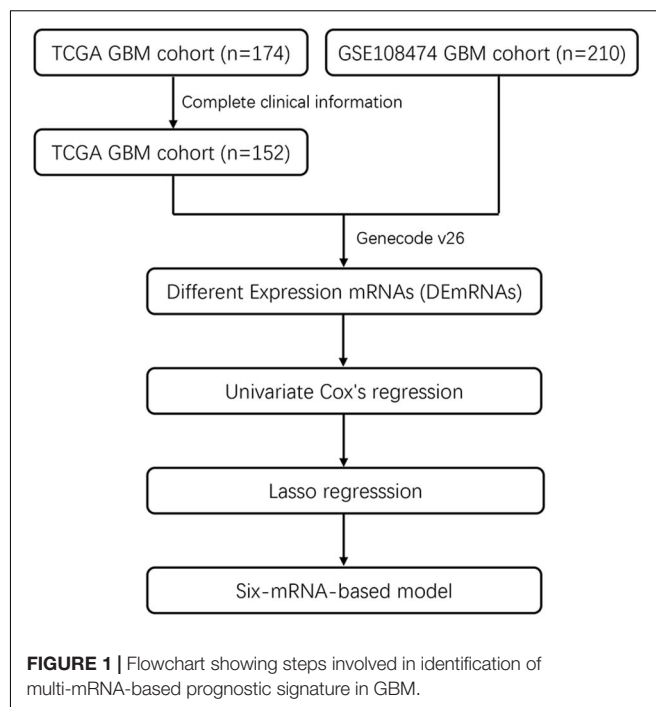 TCGA GBM cohort (n=174)
GSE108474 GBM cohort (n=210)
Complete clinical information
TCGA GBM cohort (n=152)
Genecode v26
Different Expression mRNAs (DEmRNAs)
Univariate Cox's regression
Lasso regresssion
Six-mRNA-based model
FIGURE 1 | Flowchart showing steps involved in identification of
multi-mRNA-based prognostic signature in GBM.